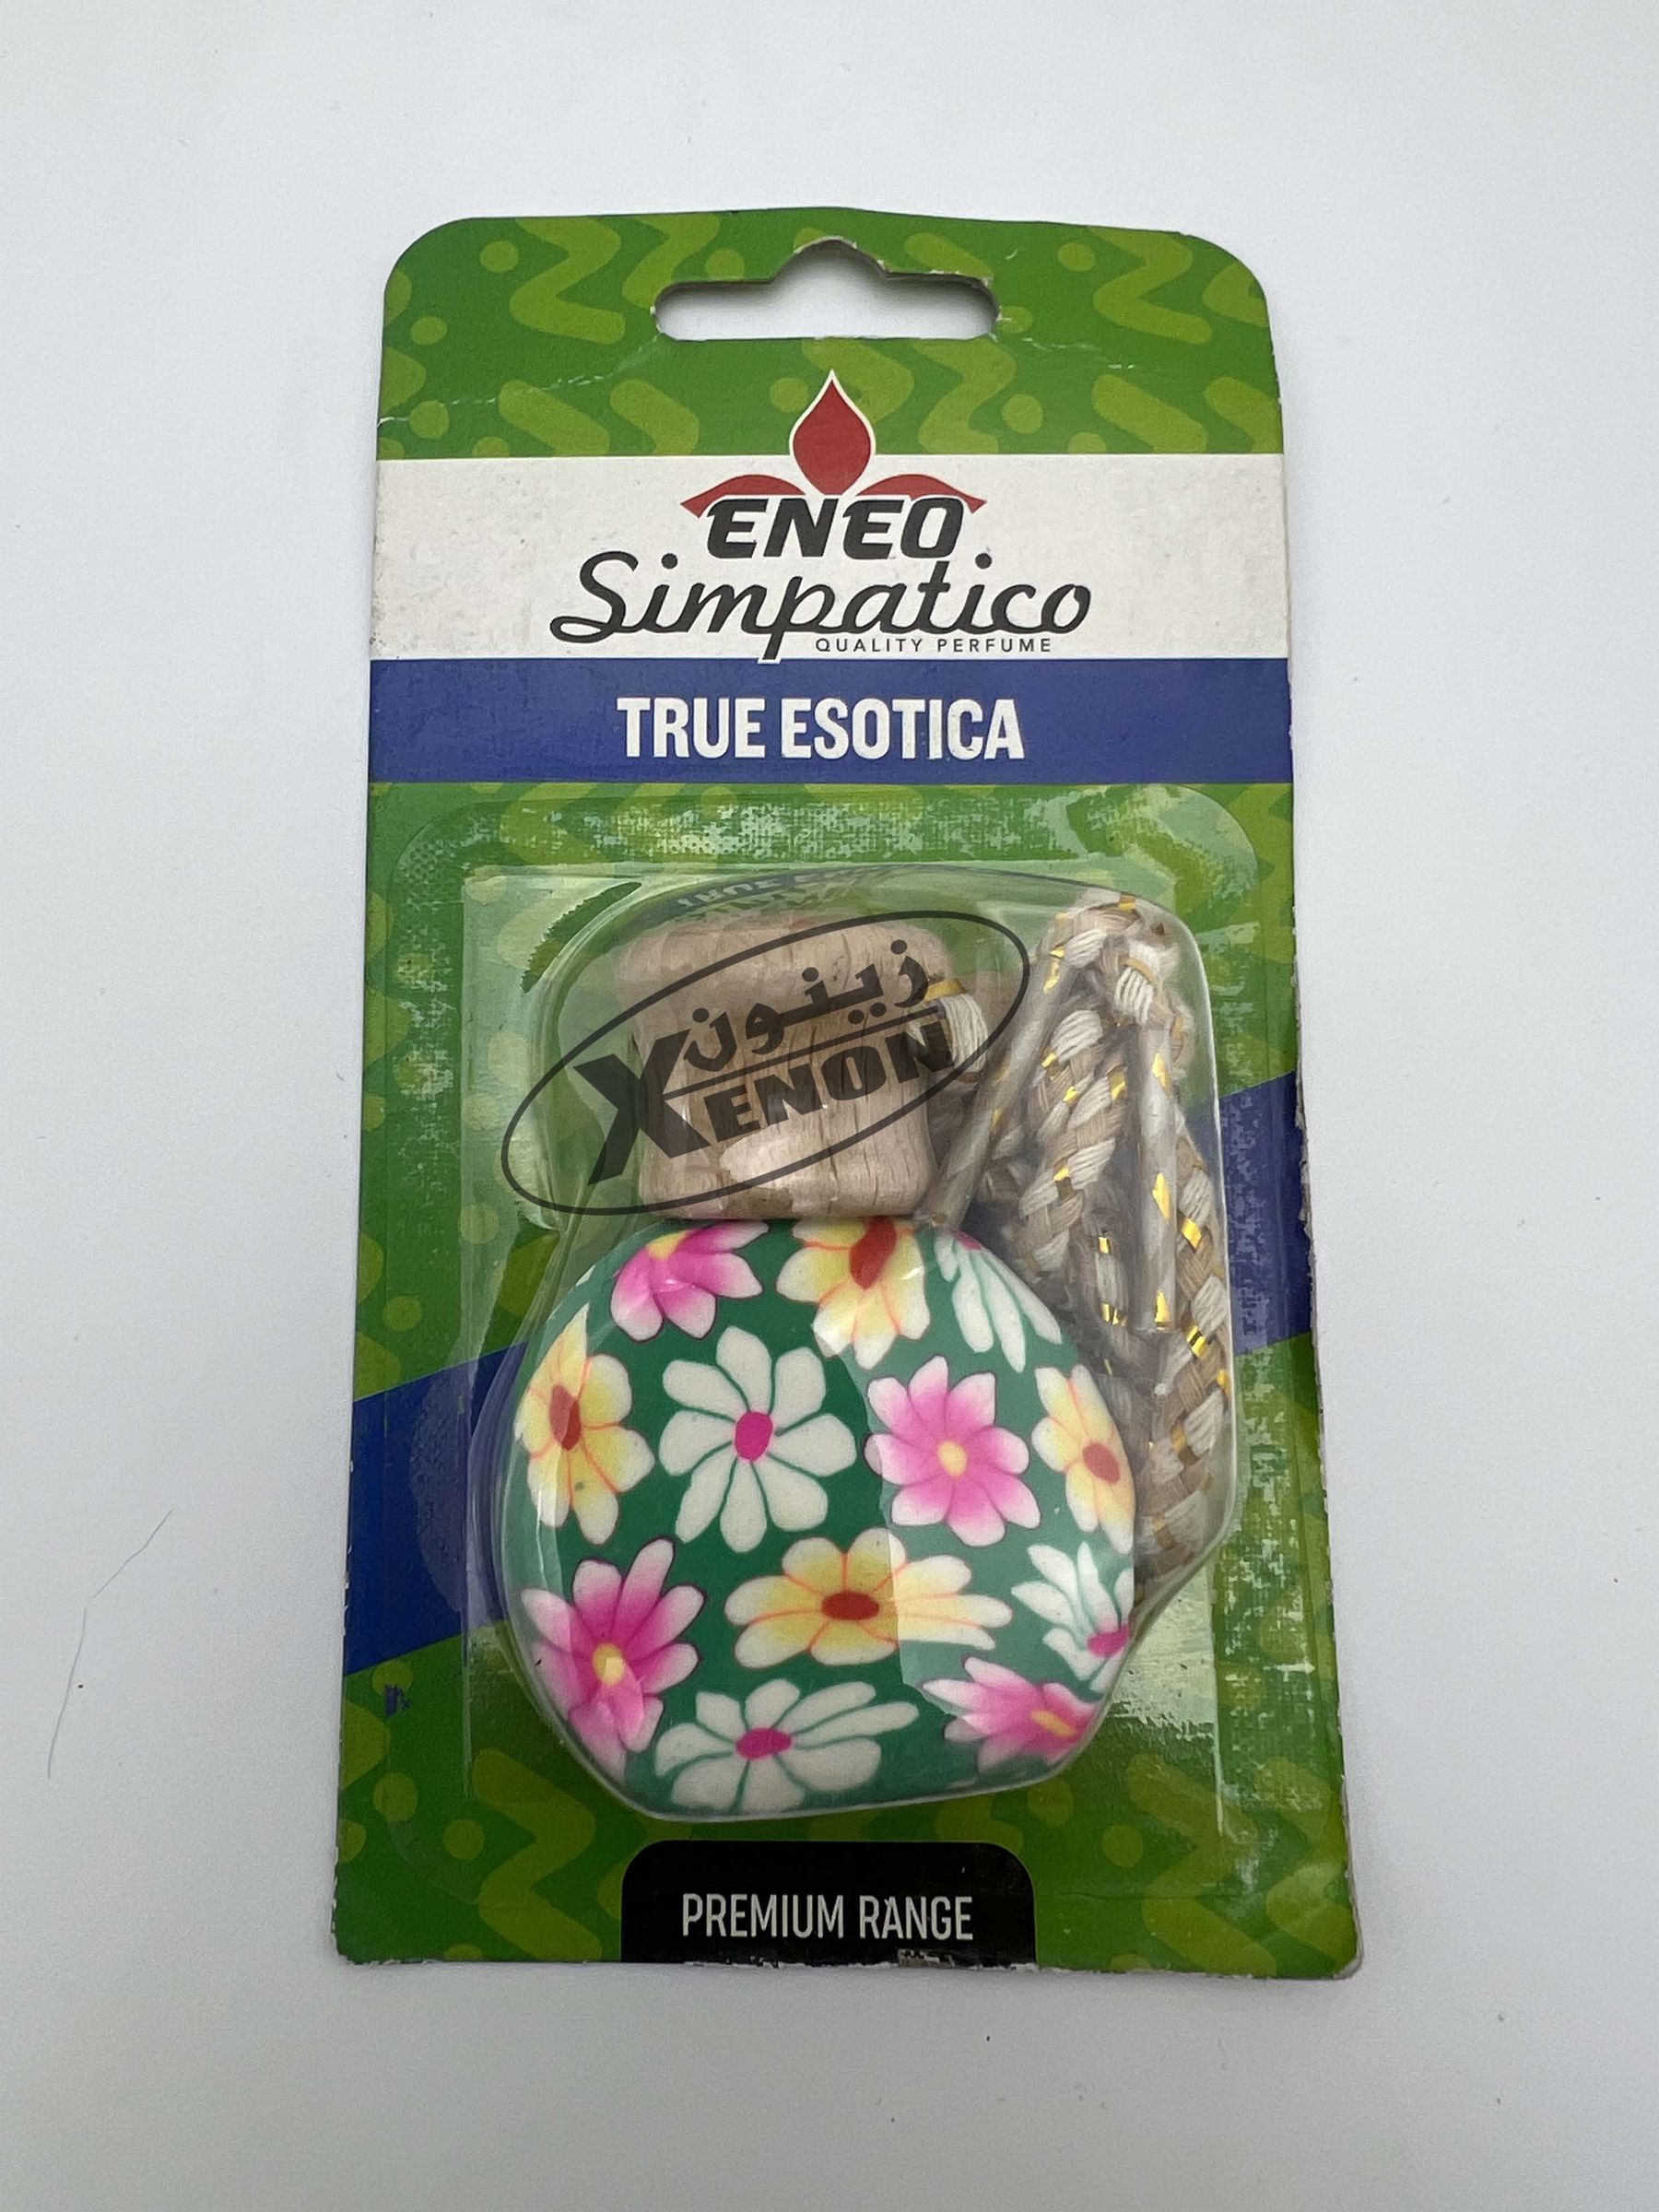 ENEO
Simpatico
QUALITY PERFUME
TRUE ESOTICA
زينون
XENON
PREMIUM RANGE